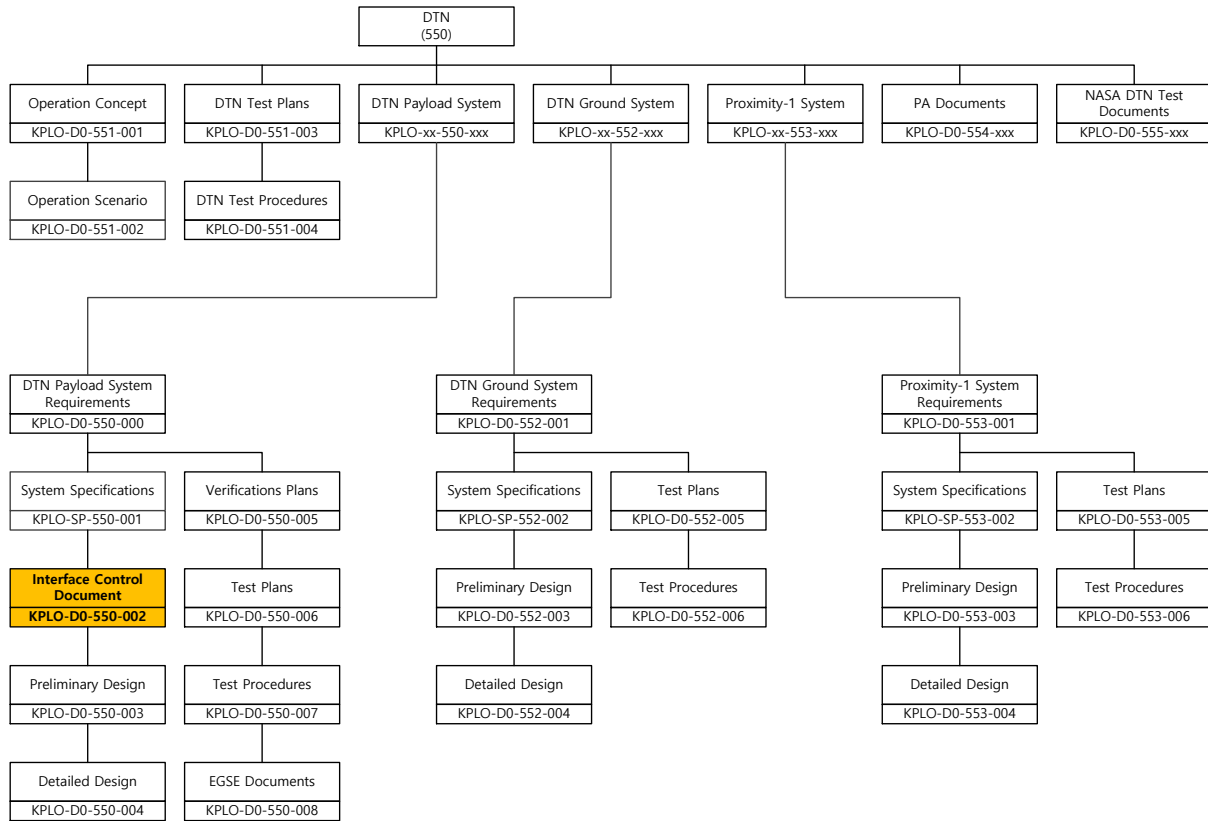 DTN
(550)
Operation Concept
KPLO-D0-551-001
DTN Test Plans
KPLO-D0-551-003
DTN Payload System
KPLO-xx-550-xxx
DTN Ground System
KPLO-xx-552-xxx
Proximity-1 System
KPLO-xx-553-xxx
PA Documents
KPLO-D0-554-xxx
NASA DTN Test
Documents
KPLO-D0-555-xxx
Operation Scenario
KPLO-D0-551-002
DTN Test Procedures
KPLO-D0-551-004
DTN Payload System
Requirements
KPLO-D0-550-000
DTN Ground System
Requirements
KPLO-D0-552-001
Proximity-1 System
Requirements
KPLO-D0-553-001
System Specifications
KPLO-SP-550-001
Verifications Plans
KPLO-D0-550-005
System Specifications
KPLO-SP-552-002
Test Plans
KPLO-D0-552-005
System Specifications
KPLO-SP-553-002
Test Plans
KPLO-D0-553-005
Interface Control
Document
KPLO-D0-550-002
Test Plans
KPLO-D0-550-006
Preliminary Design
KPLO-D0-552-003
Test Procedures
KPLO-D0-552-006
Preliminary Design
KPLO-D0-553-003
Test Procedures
KPLO-D0-553-006
Preliminary Design
KPLO-D0-550-003
Test Procedures
KPLO-D0-550-007
Detailed Design
KPLO-D0-552-004
Detailed Design
KPLO-D0-553-004
Detailed Design
KPLO-D0-550-004
EGSE Documents
KPLO-D0-550-008